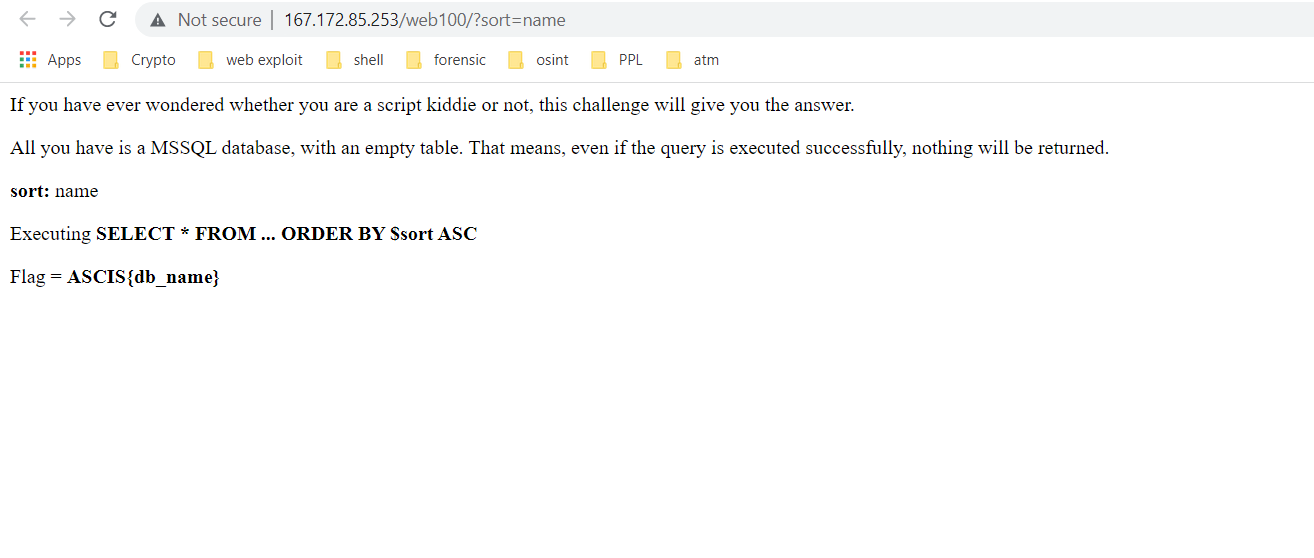 Not secure | 167.172.85.253/web100/?sort=name
Apps Crypto web exploit shell forensic osint PPL atm
If you have ever wondered whether you are a script kiddie or not, this challenge will give you the answer.
All you have is a MSSQL database, with an empty table. That means, even if the query is executed successfully, nothing will be returned.
sort: name
Executing SELECT * FROM ... ORDER BY $sort ASC
Flag = ASCIS{db_name}